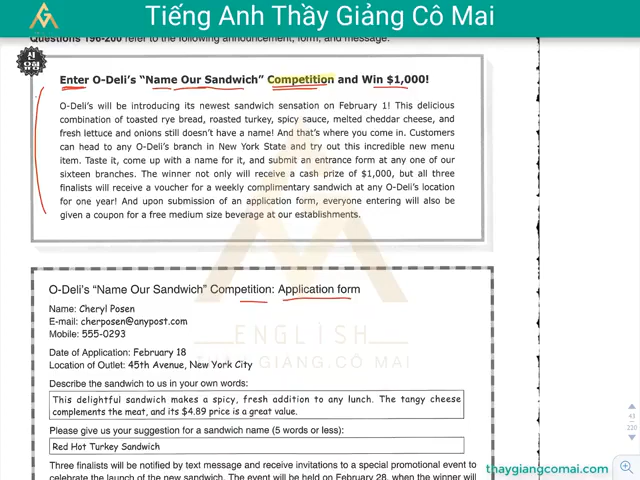 Tiếng Anh Thầy Giảng Cô Mai
Questions 196-200 refer to the following announcement, form, and message.
Enter O-Deli's "Name Our Sandwich" Competition and Win $1,000!
O-Deli's will be introducing its newest sandwich sensation on February 1! This delicious
combination of toasted rye bread, roasted turkey, spicy sauce, melted cheddar cheese, and
fresh lettuce and onions still doesn't have a name! And that's where you come in. Customers
can head to any O-Deli's branch in New York State and try out this incredible new menu
item. Taste it, come up with a name for it, and submit an entrance form at any one of our
sixteen branches. The winner not only will receive a cash prize of $1,000, but all three
finalists will receive a voucher for a weekly complimentary sandwich at any O-Deli's location
for one year! And upon submission of an application form, everyone entering will also be
given a coupon for a free medium size beverage at our establishments.
O-Deli's "Name Our Sandwich" Competition: Application form
Name: Cheryl Posen
E-mail: cherposen@anypost.com
Mobile: 555-0293
ENGLISH
THẦY GIẢNG.CÔ MAI
Date of Application: February 18
Location of Outlet: 45th Avenue, New York City
Describe the sandwich to us in your own words:
This delightful sandwich makes a spicy, fresh addition to any lunch. The tangy cheese
complements the meat, and its $4.89 price is a great value.
Please give us your suggestion for a sandwich name (5 words or less):
Red Hot Turkey Sandwich
Three finalists will be notified by text message and receive invitations to a special promotional event to
celebrate the launch of the new sandwich. The event will be held on February 28, when the winner will
43
220
thaygiangcomai.com